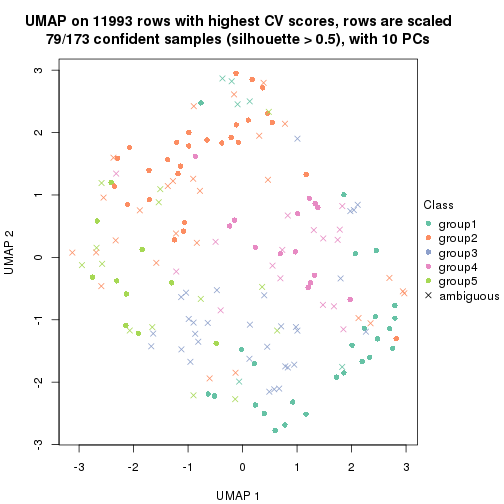 UMAP on 11993 rows with highest CV scores, rows are scaled
79/173 confident samples (silhouette > 0.5), with 10 PCs
3
2
1
0
-1
-2
-3
UMAP 2
-3
-2
-1
0
1
2
3
UMAP 1
Class
group1
group2
group3
group4
group5
ambiguous